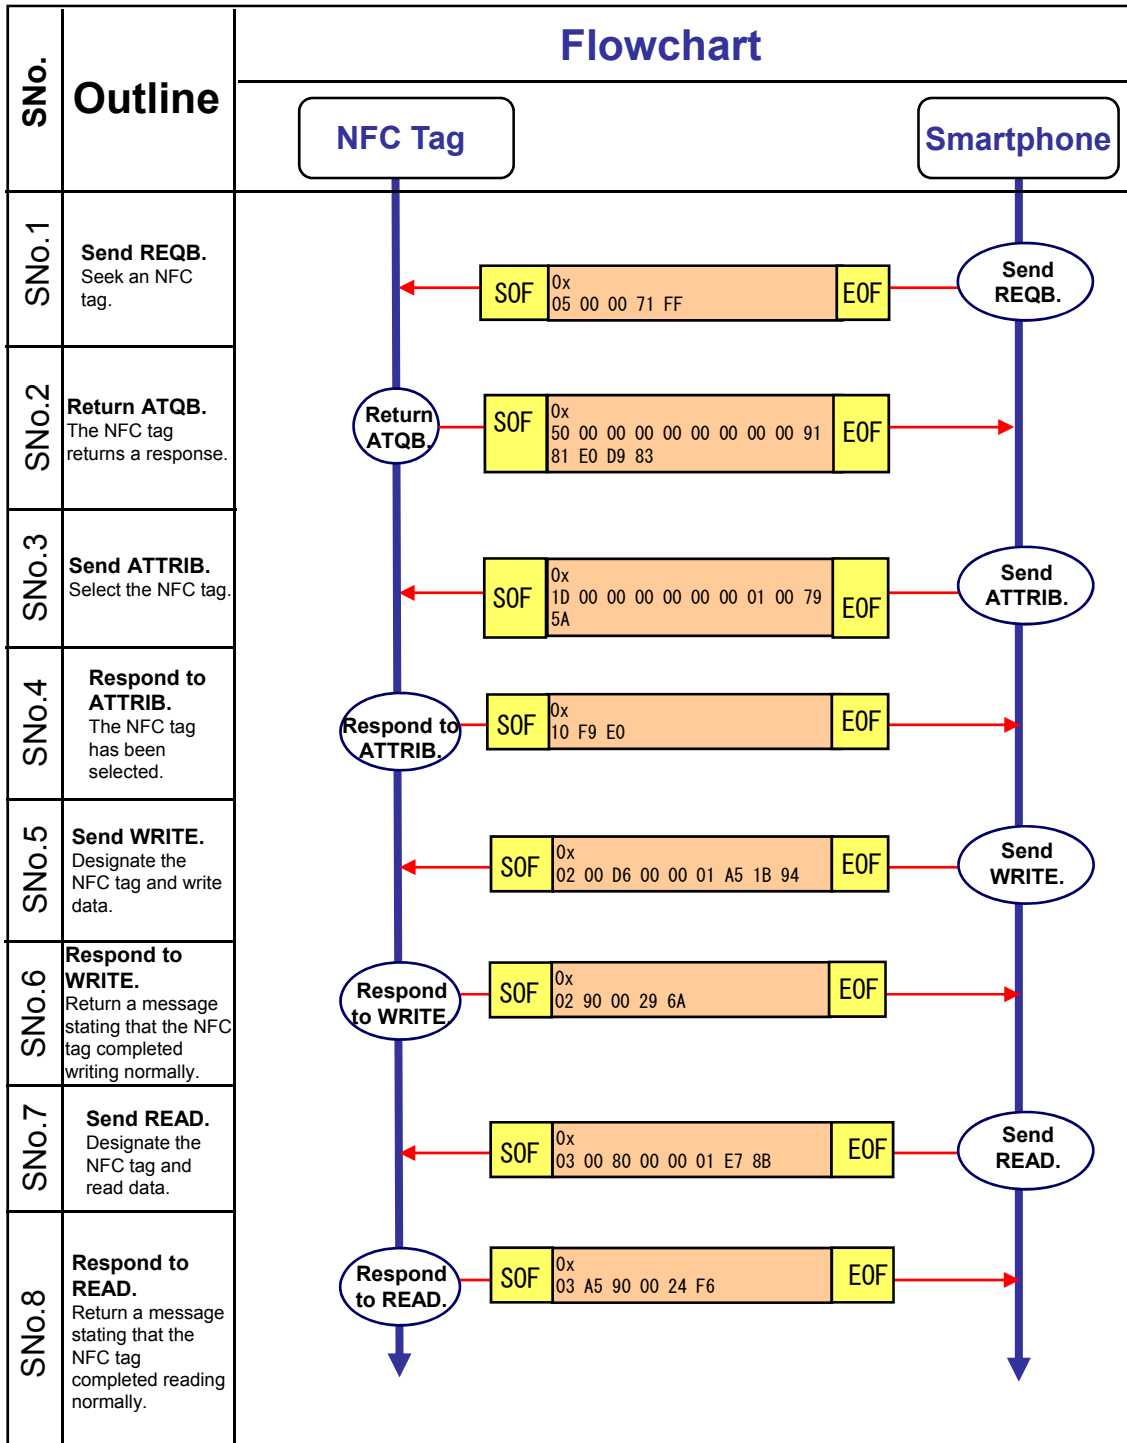 SNo.
Outline
Flowchart
NFC Tag
Smartphone
SNo.1
Send REQB.
Seek an NFC
tag.
SOF
0x
05 00 00 71 FF
EOF
Send
REQB.
SNo.2
Return ATQB.
The NFC tag
returns a response.
Return
ATQB.
SOF
0x
50 00 00 00 00 00 00 00 00 91
81 E0 D9 83
EOF
SNo.3
Send ATTRIB.
Select the NFC tag.
SOF
0x
1D 00 00 00 00 00 00 01 00 79
5A
EOF
Send
ATTRIB.
SNo.4
Respond to
ATTRIB.
The NFC tag
has been
selected.
Respond to
ATTRIB.
SOF
0x
10 F9 E0
EOF
SNo.5
Send WRITE.
Designate the
NFC tag and write
data.
SOF
0x
02 00 D6 00 00 01 A5 1B 94
EOF
Send
WRITE.
SNo.6
Respond to
WRITE.
Return a message
stating that the NFC
tag completed
writing normally.
Respond
to WRITE.
SOF
0x
02 90 00 29 6A
EOF
SNo.7
Send READ.
Designate the
NFC tag and
read data.
SOF
0x
03 00 80 00 00 01 E7 8B
EOF
Send
READ.
SNo.8
Respond to
READ.
Return a message
stating that the
NFC tag
completed reading
normally.
Respond
to READ.
SOF
0x
03 A5 90 00 24 F6
EOF